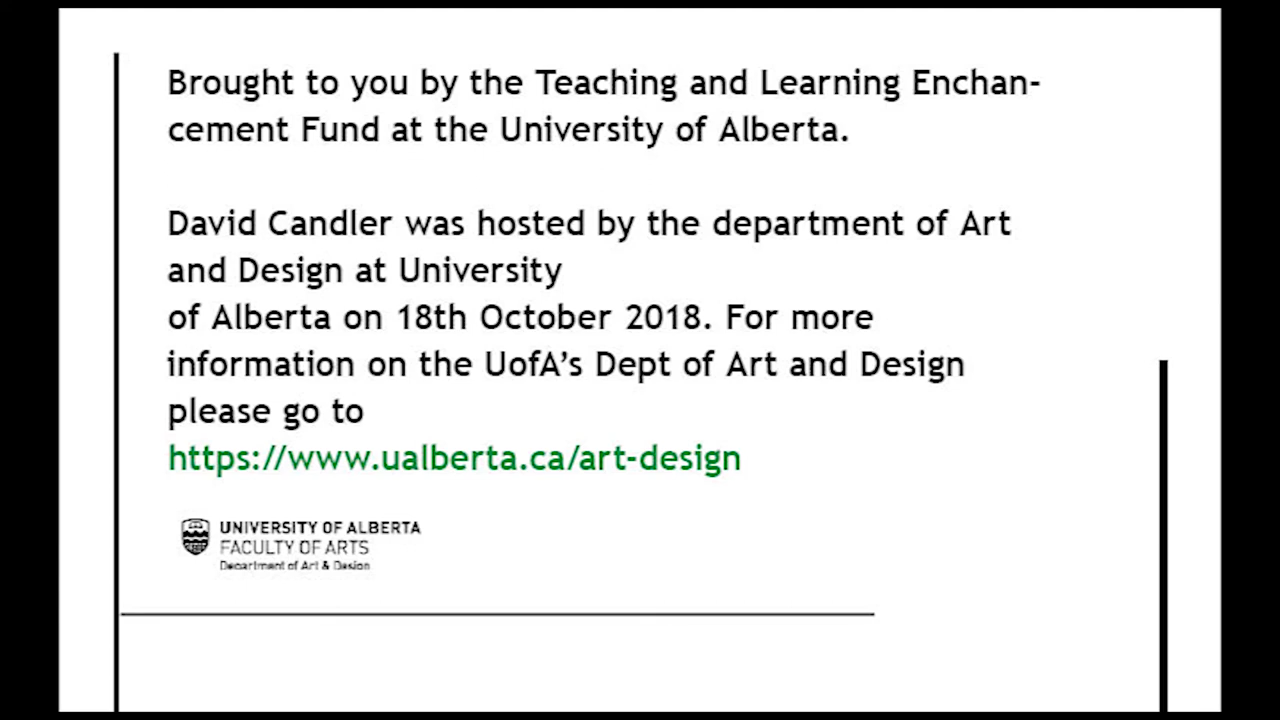 Brought to you by the Teaching and Learning Enchan-
cement Fund at the University of Alberta.
David Candler was hosted by the department of Art
and Design at University
of Alberta on 18th October 2018. For more
information on the UofA’s Dept of Art and Design
please go to
https://www.ualberta.ca/art-design
UNIVERSITY OF ALBERTA
FACULTY OF ARTS
Department of Art & Design